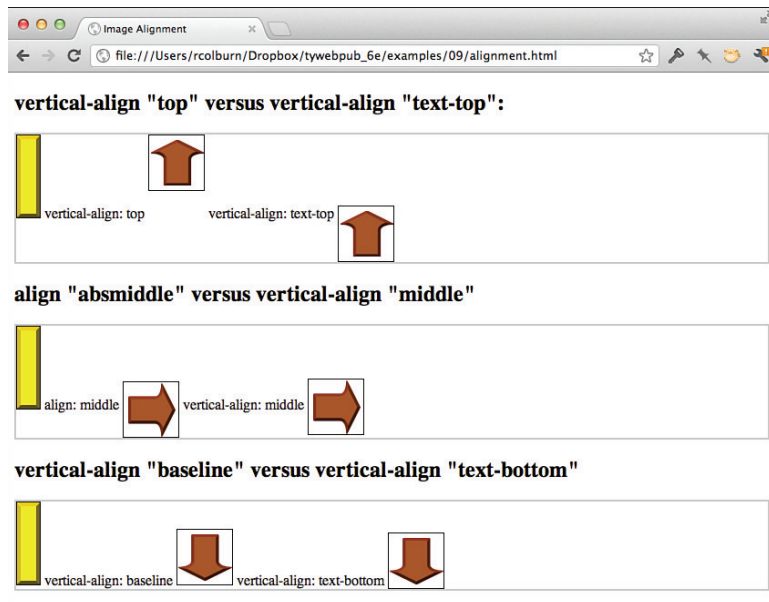 Image Alignment
file:///Users/rcolburn/Dropbox/tywebpub_6e/examples/09/alignment.html
vertical-align "top" versus vertical-align "text-top":
vertical-align: top vertical-align: text-top
align "absmiddle" versus vertical-align "middle"
align: middle vertical-align: middle
vertical-align "baseline" versus vertical-align "text-bottom"
vertical-align: baseline vertical-align: text-bottom